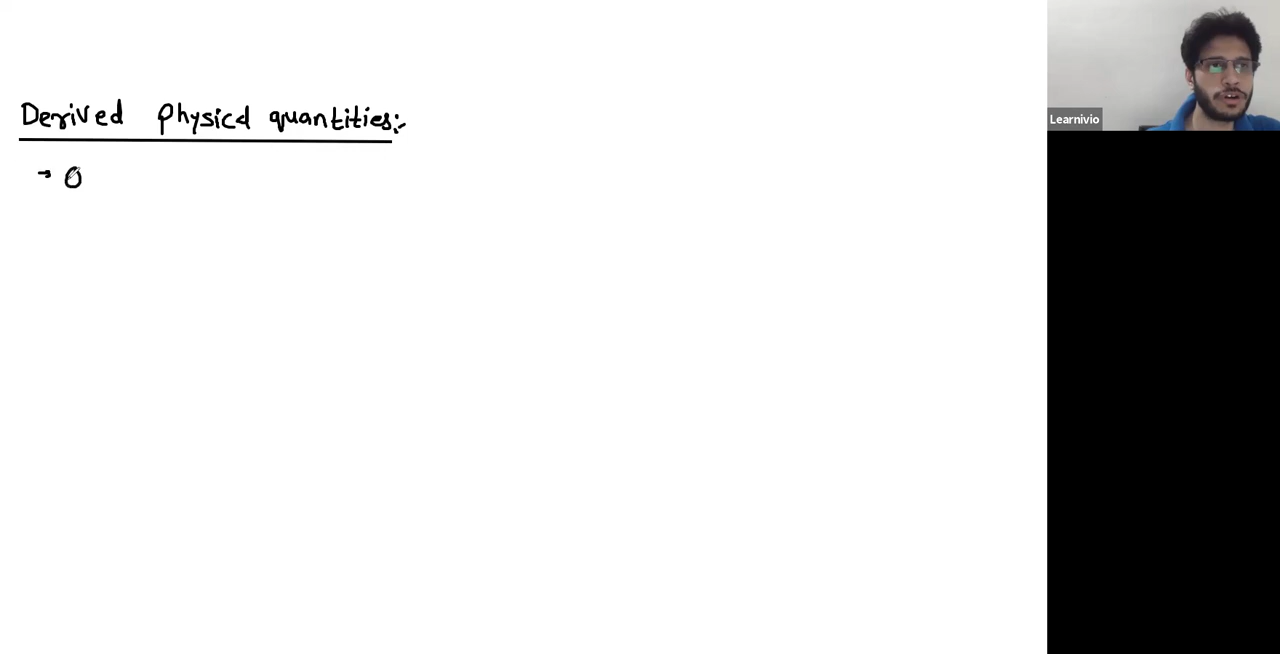 Derived Physical quantities:-
→ O
Learnivio